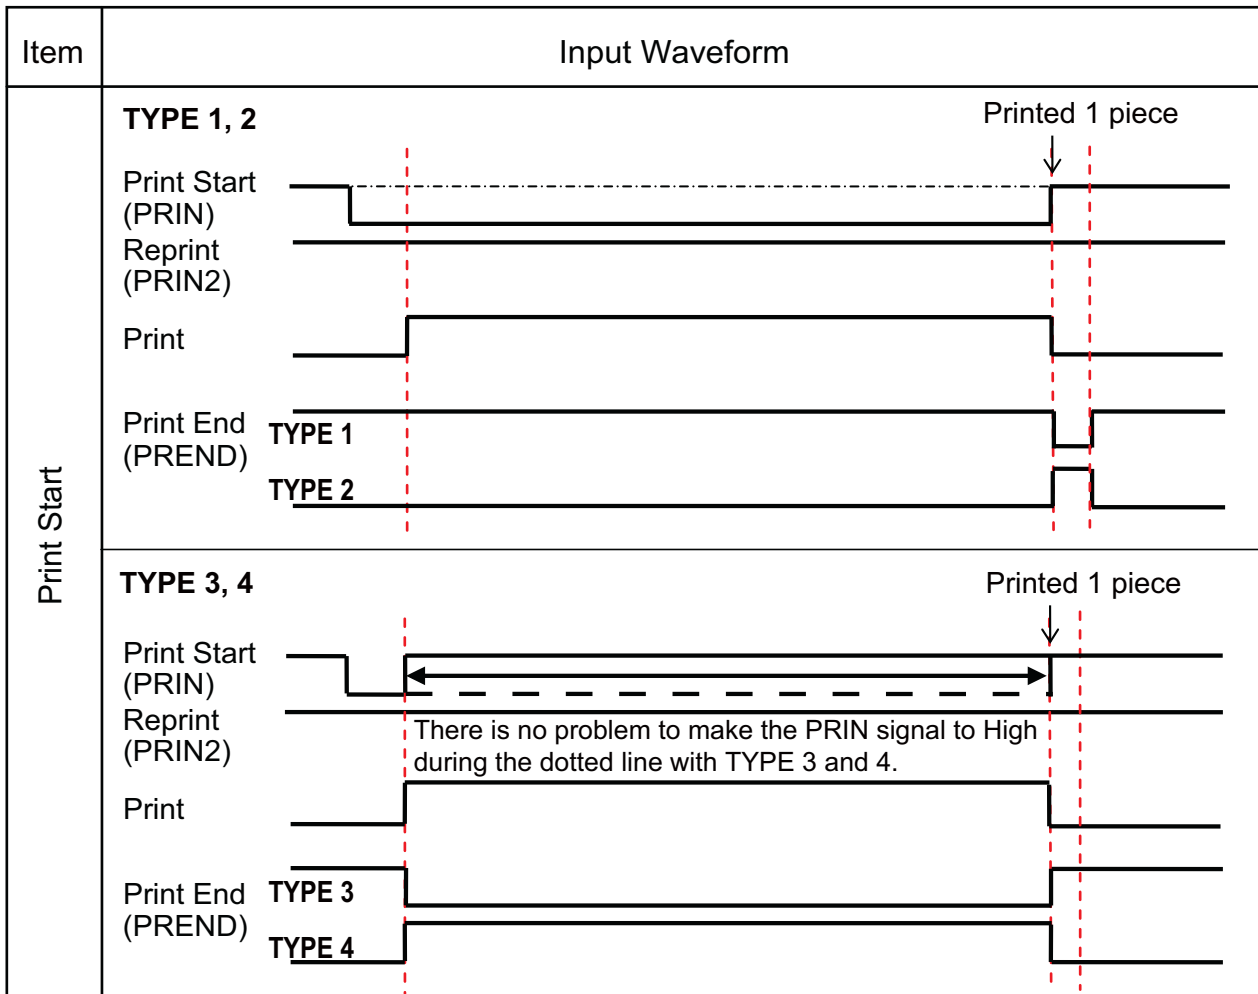 Item
Input Waveform
Print Start
TYPE 1, 2
Printed 1 piece
Print Start
(PRIN)
Reprint
(PRIN2)
Print
Print End
(PREND)
TYPE 1
TYPE 2
TYPE 3, 4
Printed 1 piece
Print Start
(PRIN)
Reprint
(PRIN2)
There is no problem to make the PRIN signal to High
during the dotted line with TYPE 3 and 4.
Print
Print End
(PREND)
TYPE 3
TYPE 4